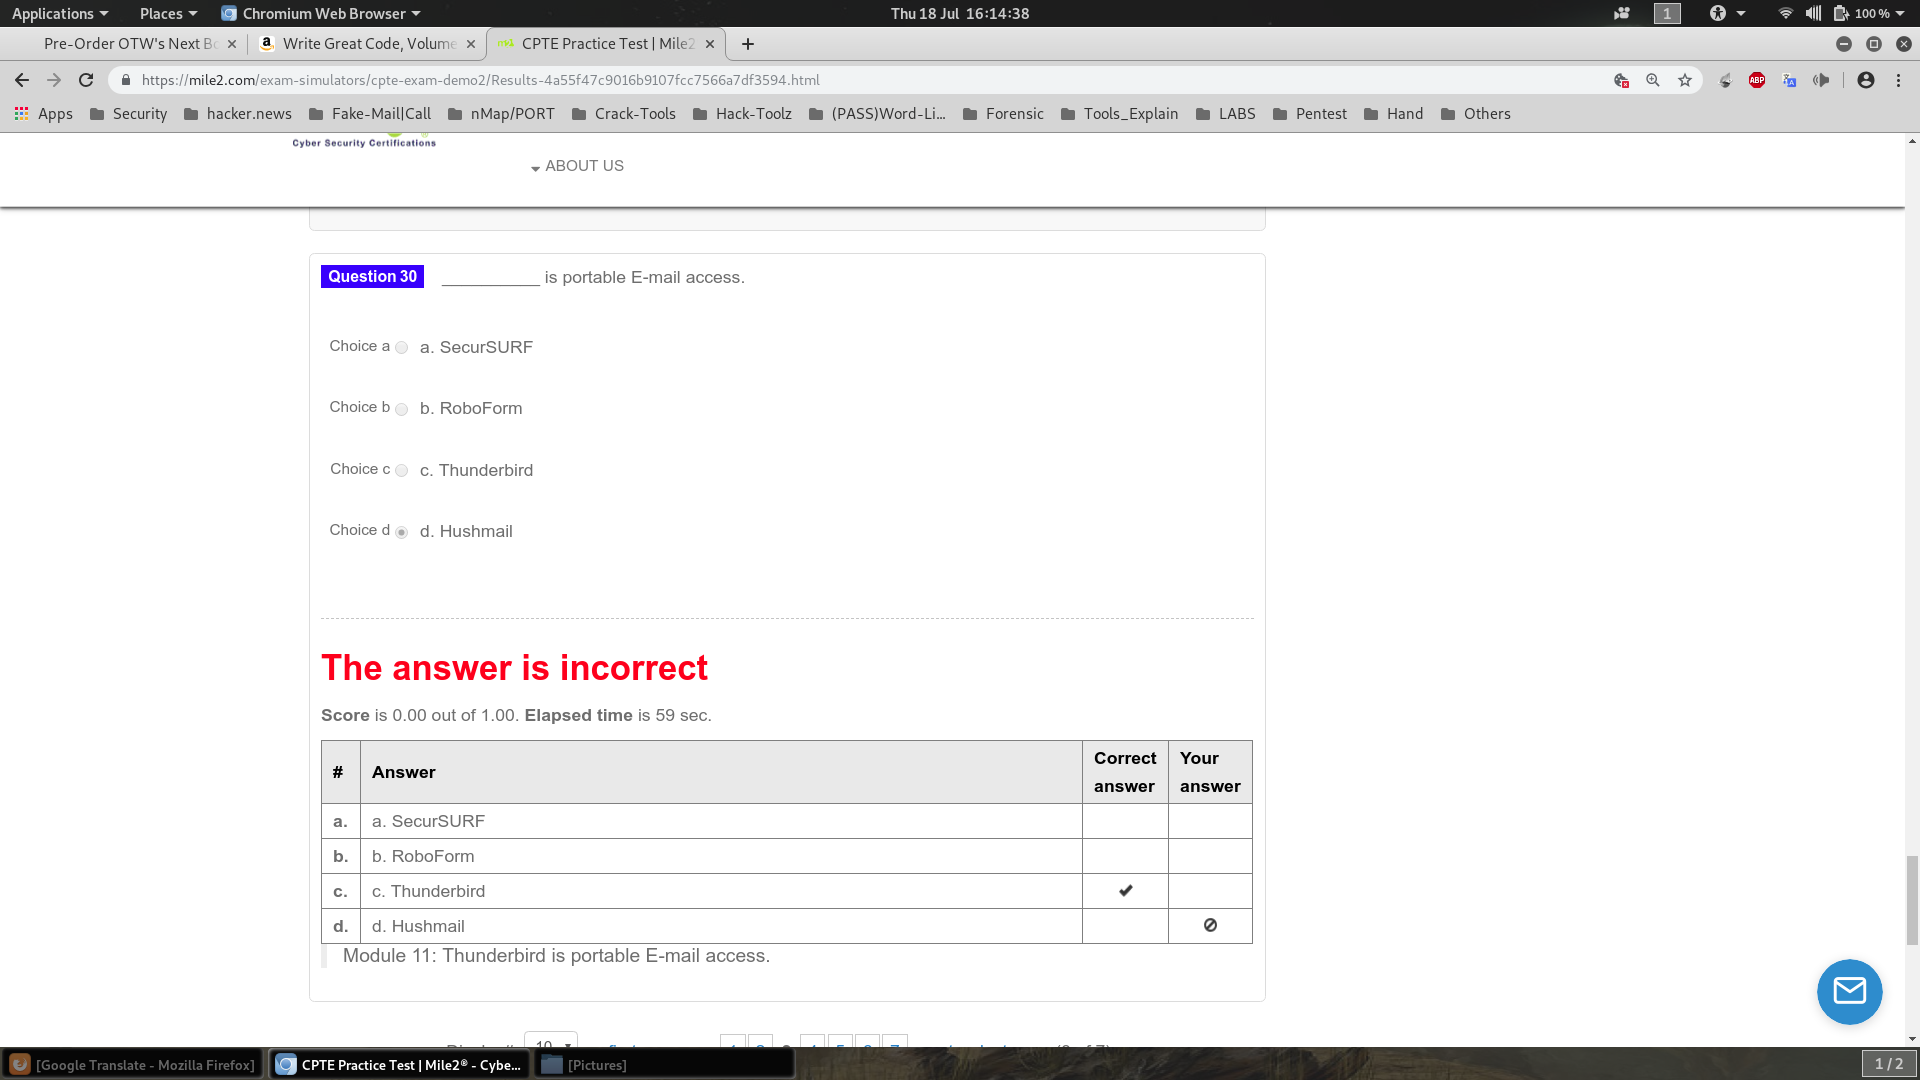 Applications Places Chromium Web Browser Thu 18 Jul 16:14:38 1 100 %
Pre-Order OTW's Next Bo Write Great Code, Volume CPTE Practice Test | Mile2
https://mile2.com/exam-simulators/cpte-exam-demo2/Results-4a55f47c9016b9107fcc7566a7df3594.html ABP
Apps Security hacker.news Fake-Mail|Call nMap/PORT Crack-Tools Hack-Toolz (PASS)Word-Li... Forensic Tools_Explain LABS Pentest Hand Others
Cyber Security Certifications
ABOUT US
Question 30 ___________ is portable E-mail access.
Choice a a. SecurSURF
Choice b b. RoboForm
Choice c c. Thunderbird
Choice d d. Hushmail
The answer is incorrect
Score is 0.00 out of 1.00. Elapsed time is 59 sec.
# Answer Correct answer Your answer
a. a. SecurSURF
b. b. RoboForm
c. c. Thunderbird
d. d. Hushmail
Module 11: Thunderbird is portable E-mail access.
10
[Google Translate - Mozilla Firefox] CPTE Practice Test | Mile2® - Cybe... [Pictures] 1 / 2